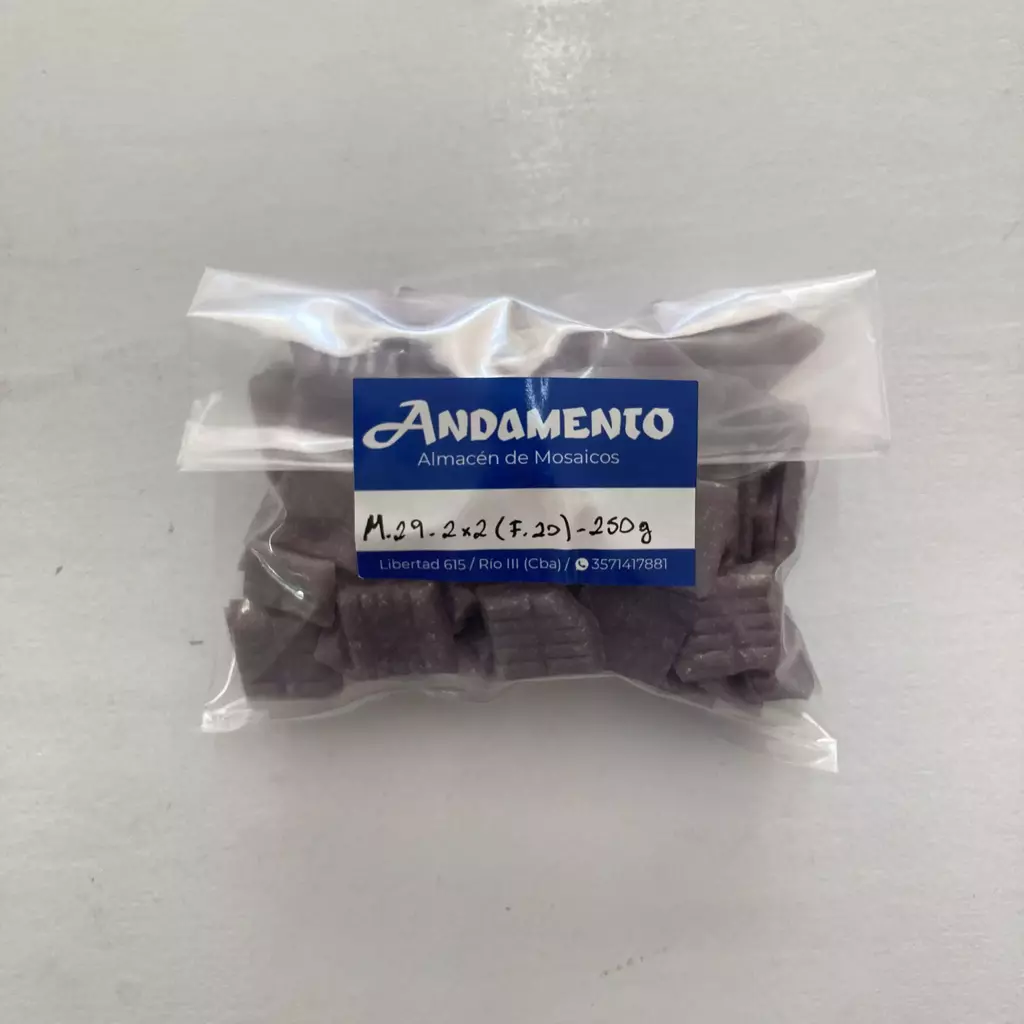 ANDAMENTO
Almacén de Mosaicos
M.29-2x2 (F.20)-250g
Libertad 615 / Río III (Cba) / 3571417881